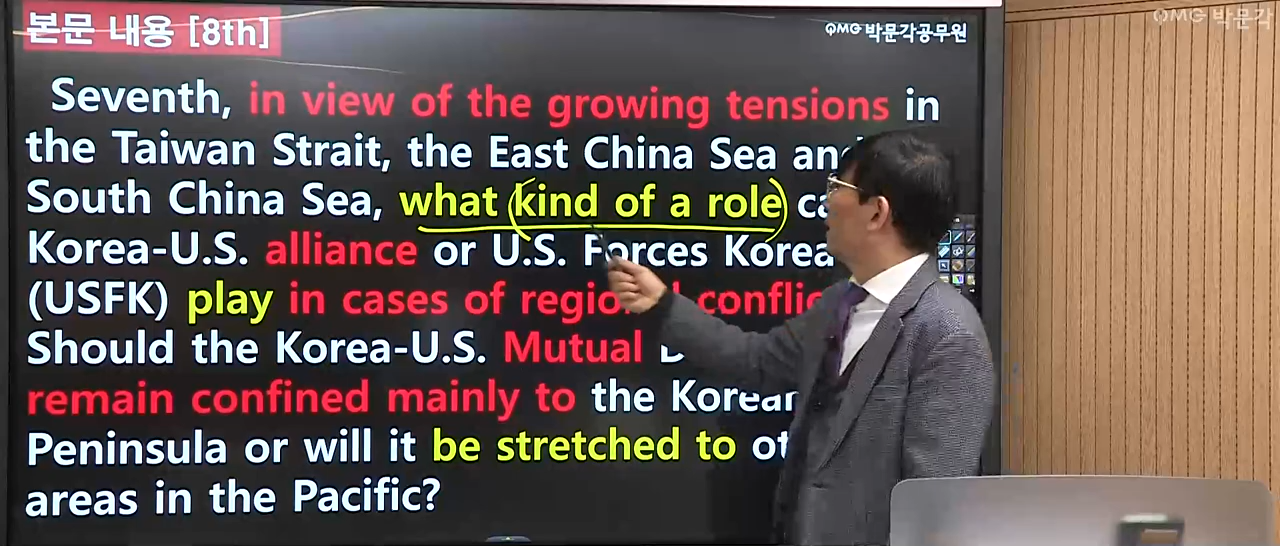 본문 내용 [8th]
QMG 박문각공무원
QMG 박문각
Seventh, in view of the growing tensions in
the Taiwan Strait, the East China Sea
South China Sea, what kind of a role
Korea-U.S. alliance or U.S. Forces Korea
(USFK) play in cases of
Should the Korea-U.S. Mutual
remain confined mainly to the Korean
Peninsula or will it be stretched to
areas in the Pacific?